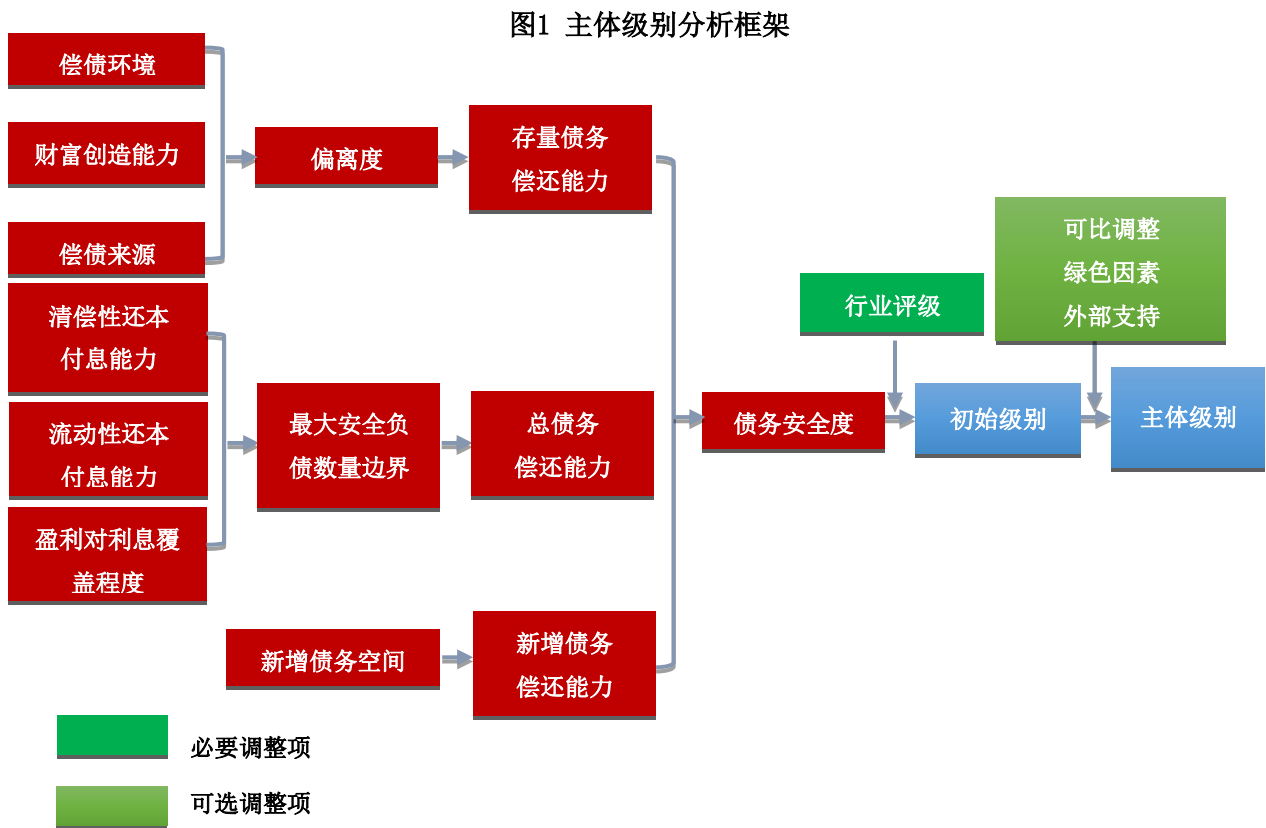 图1 主体级别分析框架
偿债环境
财富创造能力
偿债来源
偏离度
存量债务
偿还能力
清偿性还本
付息能力
流动性还本
付息能力
盈利对利息覆
盖程度
最大安全负
债数量边界
总债务
偿还能力
新增债务空间
新增债务
偿还能力
债务安全度
行业评级
初始级别
可比调整
绿色因素
外部支持
主体级别
必要调整项
可选调整项